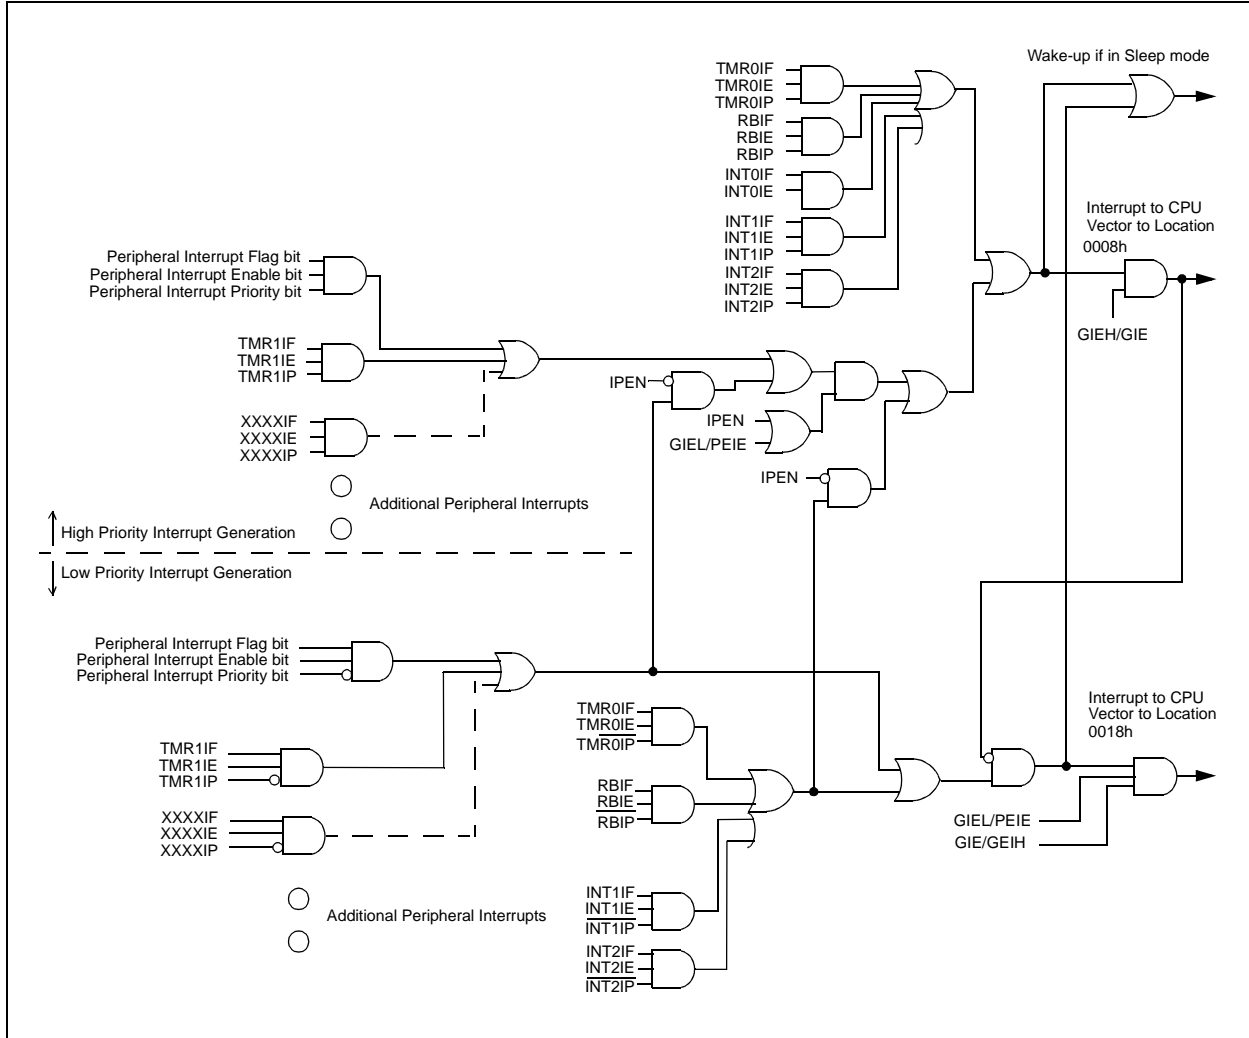 Wake-up if in Sleep mode
TMR0IF
TMR0IE
TMR0IP
RBIF
RBIE
RBIP
INT0IF
INT0IE
INT1IF
INT1IE
INT1IP
INT2IF
INT2IE
INT2IP
Interrupt to CPU
Vector to Location
0008h
GIEH/GIE
Peripheral Interrupt Flag bit
Peripheral Interrupt Enable bit
Peripheral Interrupt Priority bit
TMR1IF
TMR1IE
TMR1IP
XXXXIF
XXXXIE
XXXXIP
IPEN
IPEN
GIEL/PEIE
IPEN
Additional Peripheral Interrupts
High Priority Interrupt Generation
Low Priority Interrupt Generation
Peripheral Interrupt Flag bit
Peripheral Interrupt Enable bit
Peripheral Interrupt Priority bit
TMR1IF
TMR1IE
TMR1IP
XXXXIF
XXXXIE
XXXXIP
Additional Peripheral Interrupts
TMR0IF
TMR0IE
TMR0IP
RBIF
RBIE
RBIP
INT1IF
INT1IE
INT1IP
INT2IF
INT2IE
INT2IP
Interrupt to CPU
Vector to Location
0018h
GIEL/PEIE
GIE/GEIH